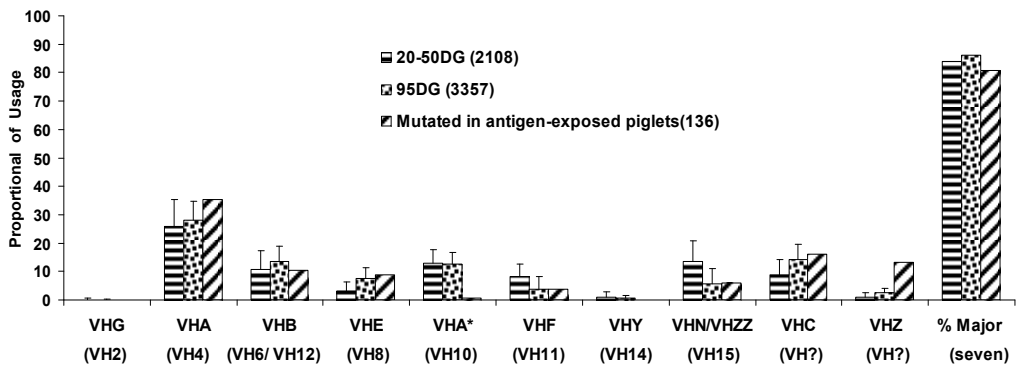 100
90
80
70
60
50
40
30
20
10
0
Proportional of Usage
20-50DG (2108)
95DG (3357)
Mutated in antigen-exposed piglets(136)
VHG VHA VHB VHE VHA* VHF VHY VHN/VHZZ VHC VHZ % Major
(VH2) (VH4) (VH6/ VH12) (VH8) (VH10) (VH11) (VH14) (VH15) (VH?) (VH?) (seven)